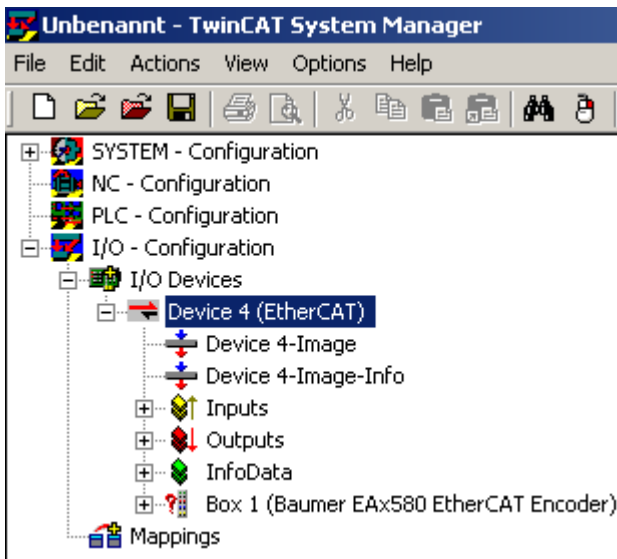 Unbenannt - TwinCAT System Manager
File Edit Actions View Options Help
SYSTEM - Configuration
NC - Configuration
PLC - Configuration
I/O - Configuration
I/O Devices
Device 4 (EtherCAT)
Device 4-Image
Device 4-Image-Info
Inputs
Outputs
InfoData
Box 1 (Baumer EAx580 EtherCAT Encoder)
Mappings